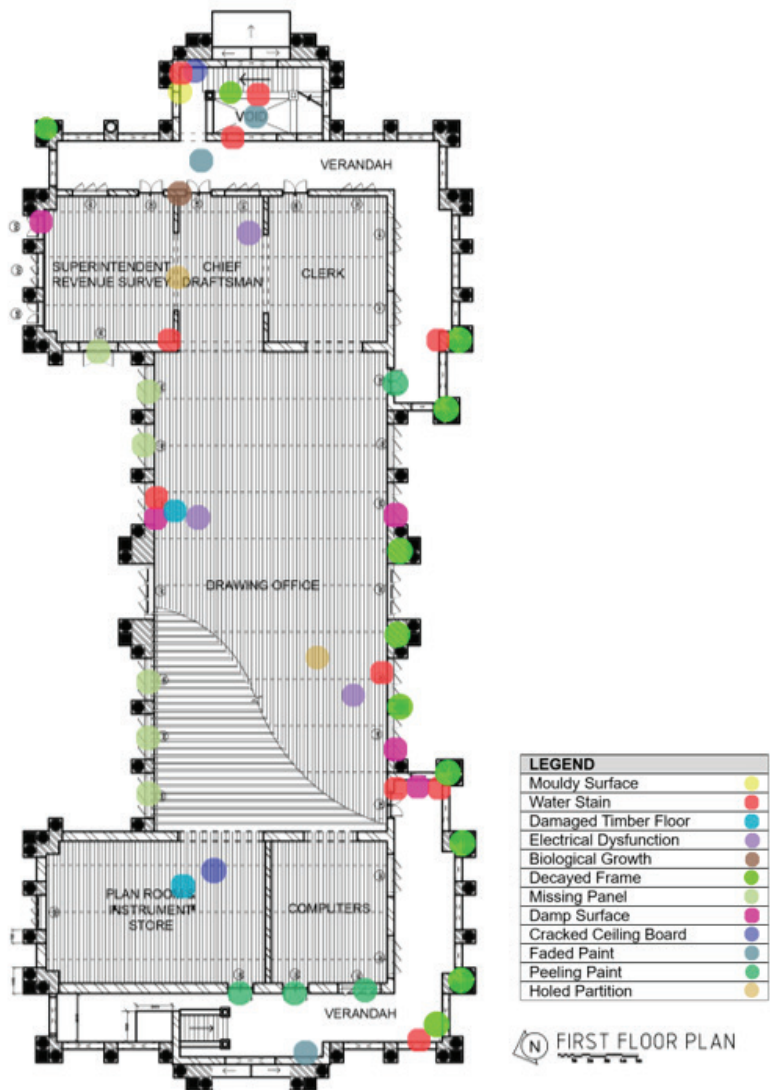 VOID
VERANDAH
SUPERINTENDENT
REVENUE SURVEY
CHIEF
DRAFTSMAN
CLERK
DRAWING OFFICE
PLAN ROOM &
INSTRUMENT
STORE
COMPUTERS
VERANDAH
LEGEND
Mouldy Surface
Water Stain
Damaged Timber Floor
Electrical Dysfunction
Biological Growth
Decayed Frame
Missing Panel
Damp Surface
Cracked Ceiling Board
Faded Paint
Peeling Paint
Holed Partition
N FIRST FLOOR PLAN